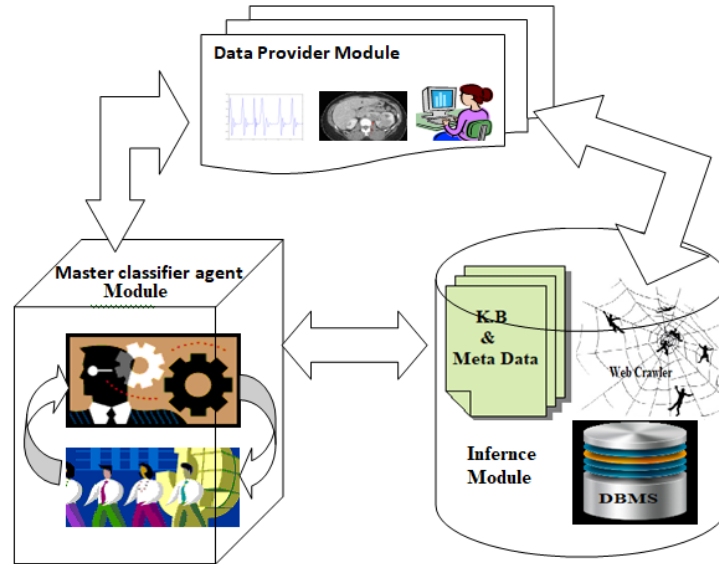 Data Provider Module
Master classifier agent
Module
K.B
&
Meta Data
Web Crawler
Infernce
Module
DBMS